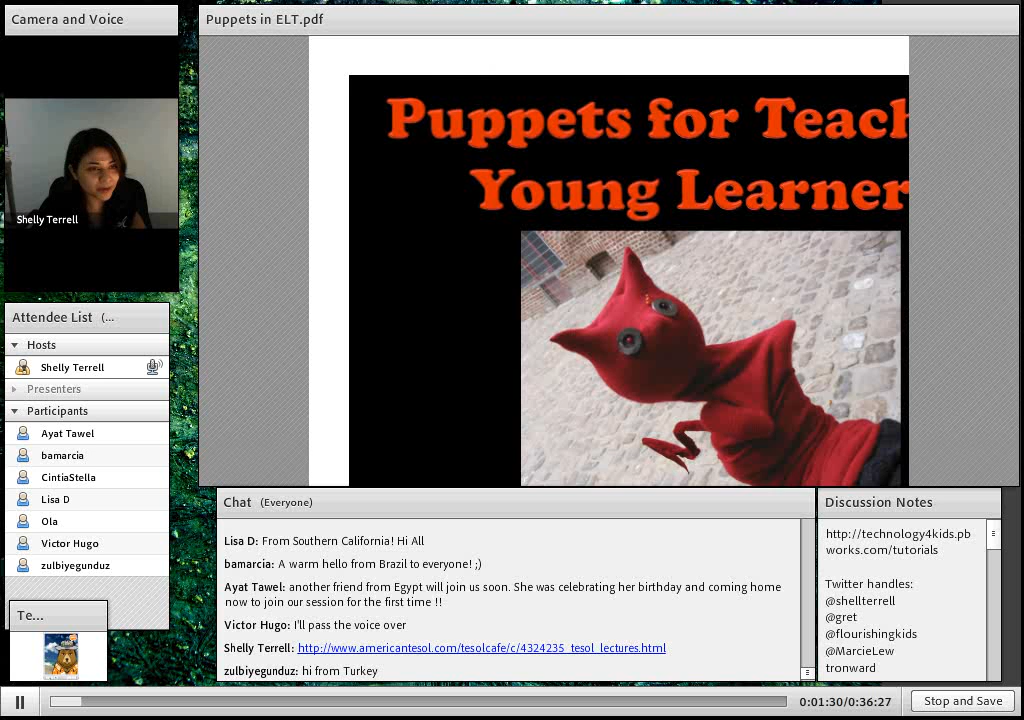 Camera and Voice
Shelly Terrell
Puppets in ELT.pdf
Puppets for Teach
Young Learner
Attendee List (...
Hosts
Shelly Terrell
Presenters
Participants
Ayat Tawel
bamarcia
CintiaStella
Lisa D
Ola
Victor Hugo
zulbiyegunduz
Te...
Chat (Everyone)
Lisa D: From Southern California! Hi All
bamarcia: A warm hello from Brazil to everyone! ;)
Ayat Tawel: another friend from Egypt will join us soon. She was celebrating her birthday and coming home
now to join our session for the first time !!
Victor Hugo: I'll pass the voice over
Shelly Terrell: http://www.americantesol.com/tesolcafe/c/4324235_tesol_lectures.html
zulbiyegunduz: hi from Turkey
Discussion Notes
http://technology4kids.pb
works.com/tutorials
Twitter handles:
@shellterrell
@gret
@flourishingkids
@MarcieLew
tronward
0:01:30/0:36:27
Stop and Save